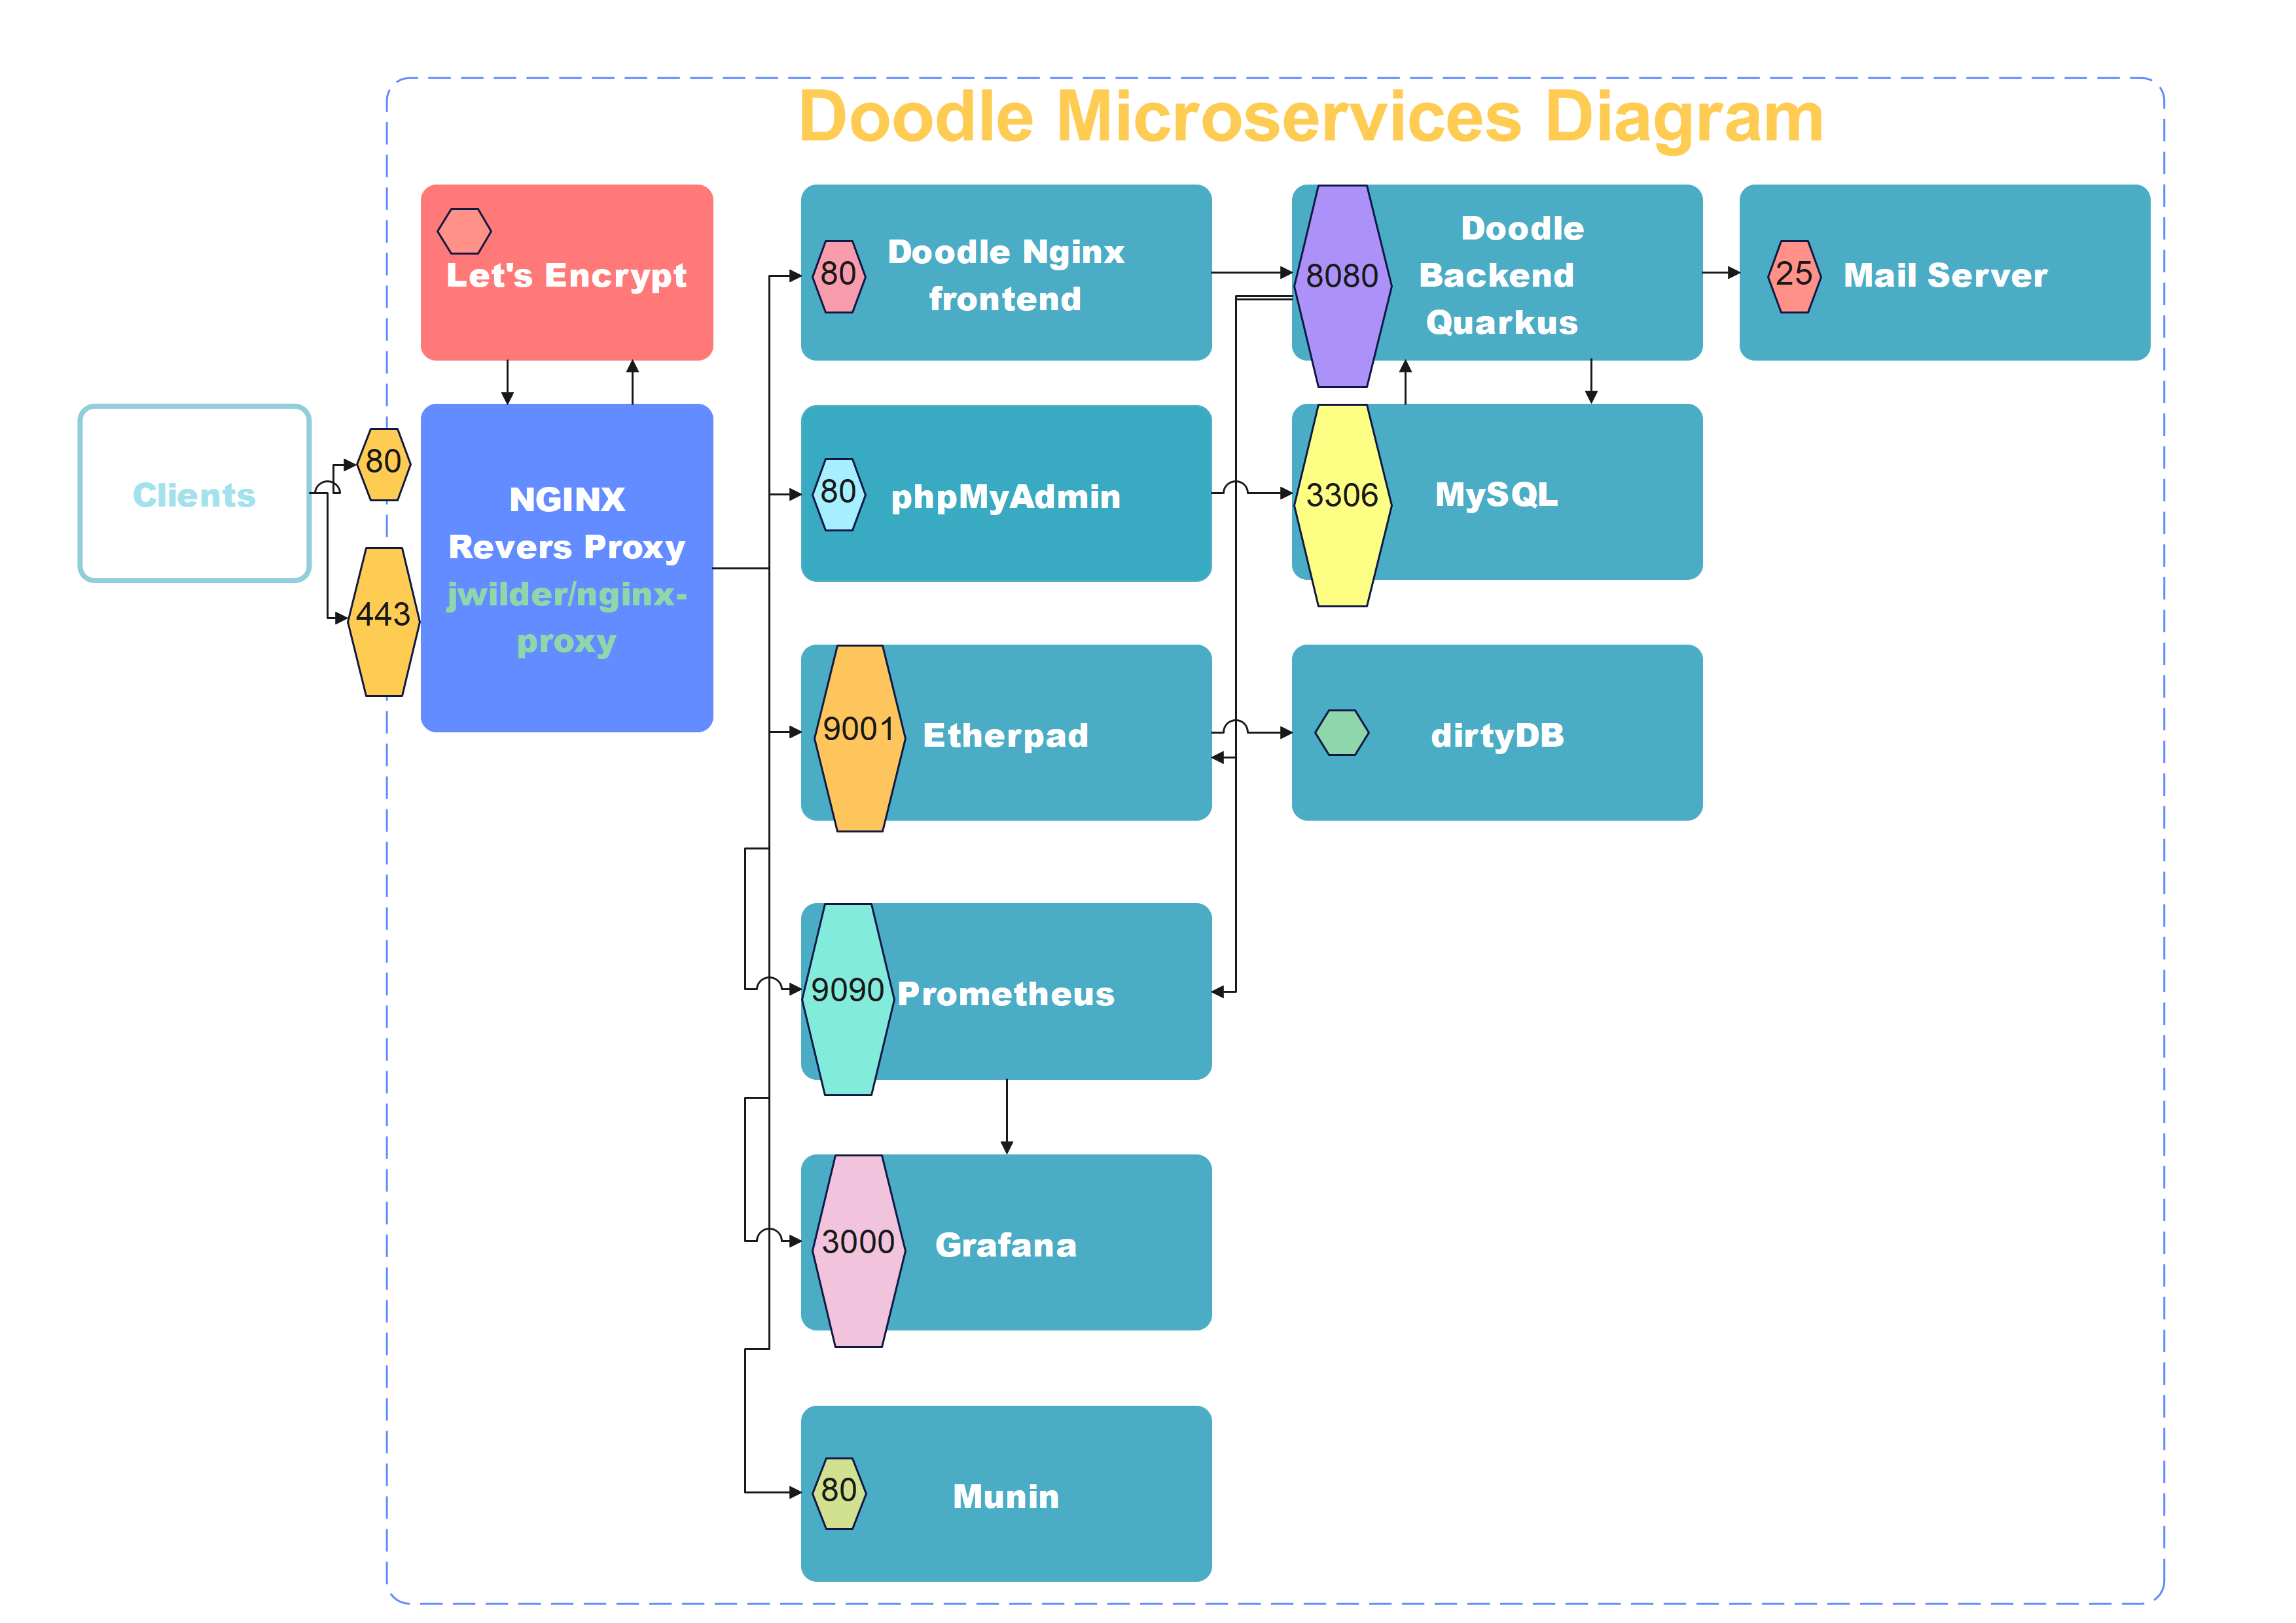 Doodle Microservices Diagram
Let's Encrypt
80
Doodle Nginx
frontend
8080
Doodle
Backend
Quarkus
25
Mail Server
Clients
80
443
NGINX
Revers Proxy
jwilder/nginx-
proxy
80
phpMyAdmin
3306
MySQL
9001
Etherpad
dirtyDB
9090
Prometheus
3000
Grafana
80
Munin